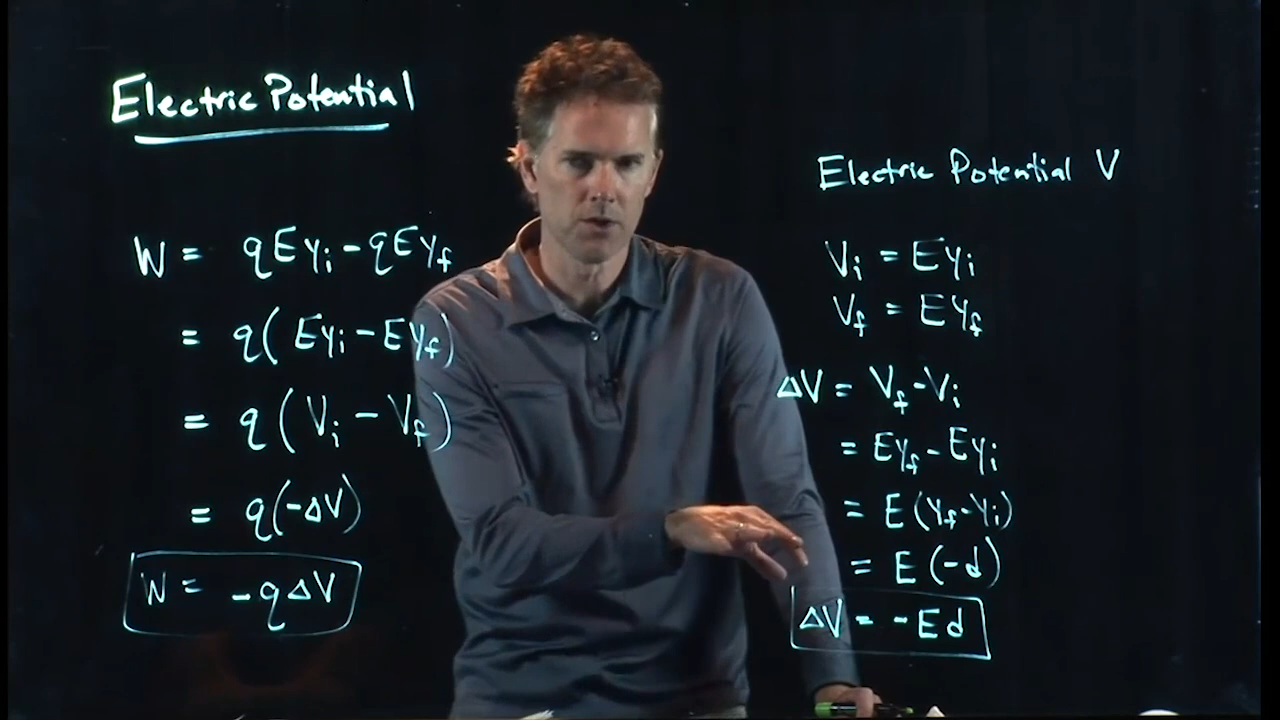 Electric Potential
W = qEyᵢ - qEy_f
= q(Eyᵢ - Ey_f)
= q(Vᵢ - V_f)
= q(-ΔV)
W = -qΔV
Electric Potential V
Vᵢ = Eyᵢ
V_f = Ey_f
ΔV = V_f - Vᵢ
= Ey_f - Eyᵢ
= E(y_f - yᵢ)
= E(-d)
ΔV = -Ed